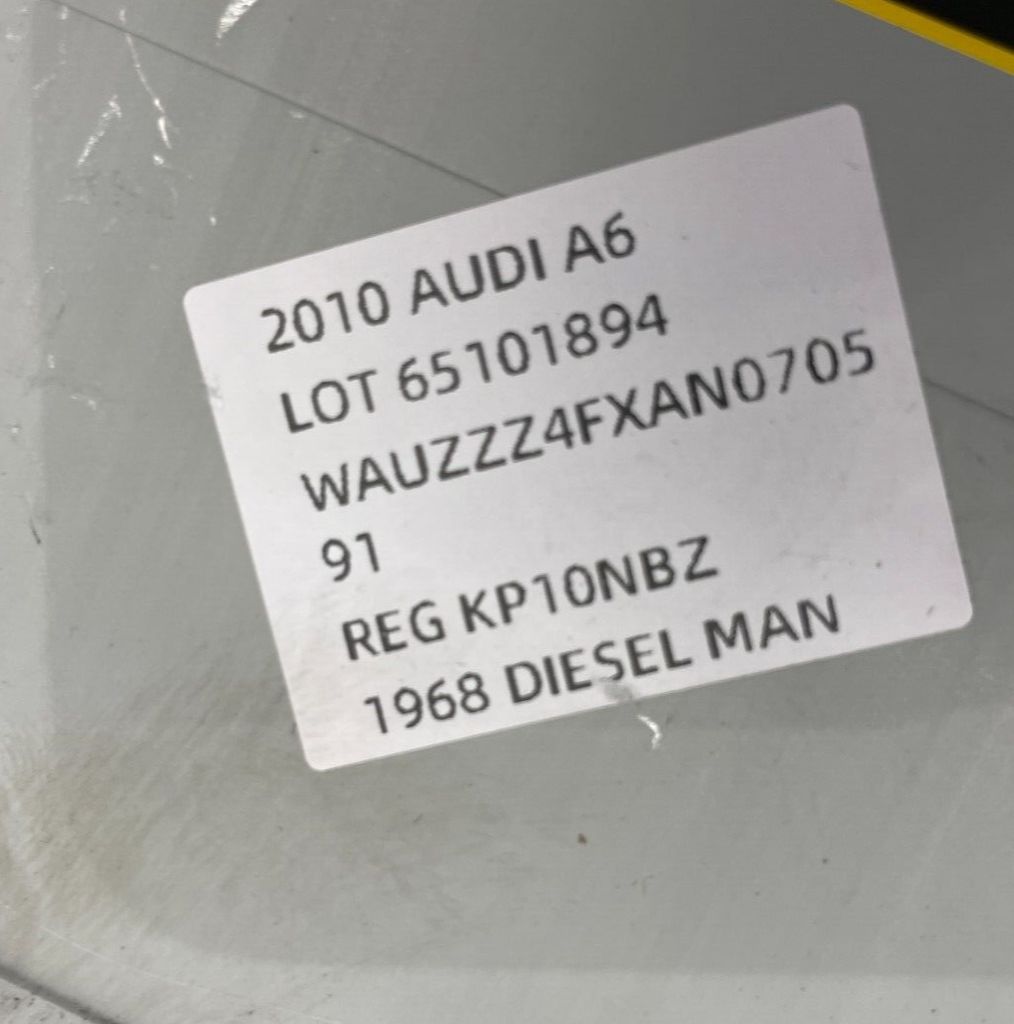 2010 AUDI A6
LOT 65101894
WAUZZZ4FXAN0705
91
REG KP10NBZ
1968 DIESEL MAN